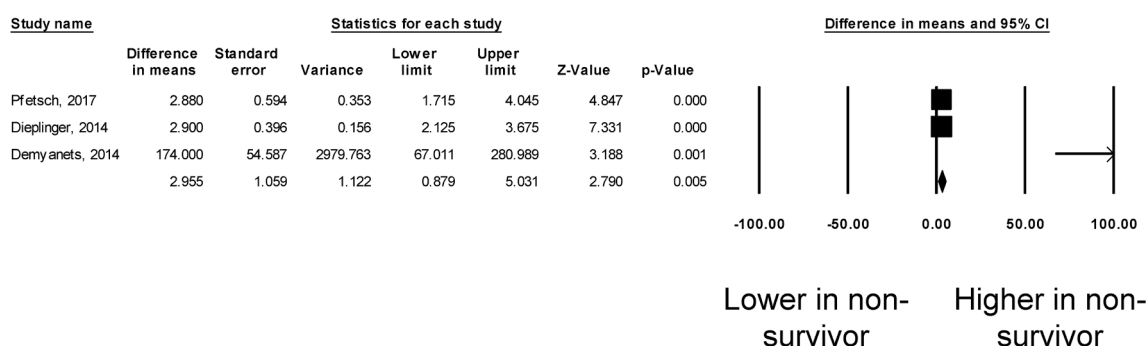 Study name Statistics for each study Difference in means and 95% CI
Difference in means Standard error Variance Lower limit Upper limit Z-Value p-Value
Pfetsch, 2017 2.880 0.594 0.353 1.715 4.045 4.847 0.000
Dieplinger, 2014 2.900 0.396 0.156 2.125 3.675 7.331 0.000
Demyanets, 2014 174.000 54.587 2979.763 67.011 280.989 3.188 0.001
2.955 1.059 1.122 0.879 5.031 2.790 0.005
-100.00 -50.00 0.00 50.00 100.00
Lower in non-
survivor
Higher in non-
survivor